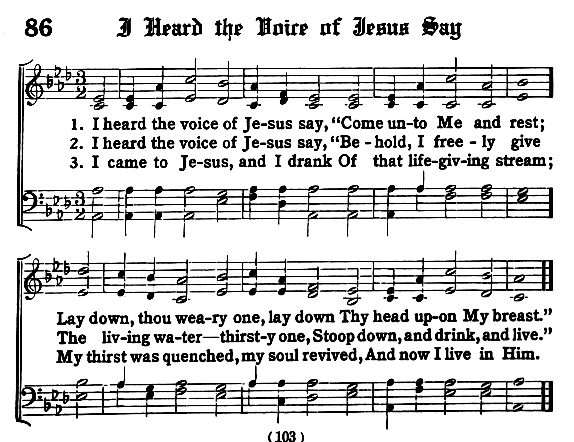 86 I Heard the Voice of Jesus Say
3 2
1. I heard the voice of Je-sus say, “Come un-to Me and rest;
2. I heard the voice of Je-sus say, “Be - hold, I free - ly give
3. I came to Je-sus, and I drank Of that life-giv-ing stream;
3 2
Lay down, thou wea-ry one, lay down Thy head up-on My breast.”
The liv-ing wa-ter—thirst-y one, Stoop down, and drink, and live.”
My thirst was quenched, my soul revived, And now I live in Him.
(103)